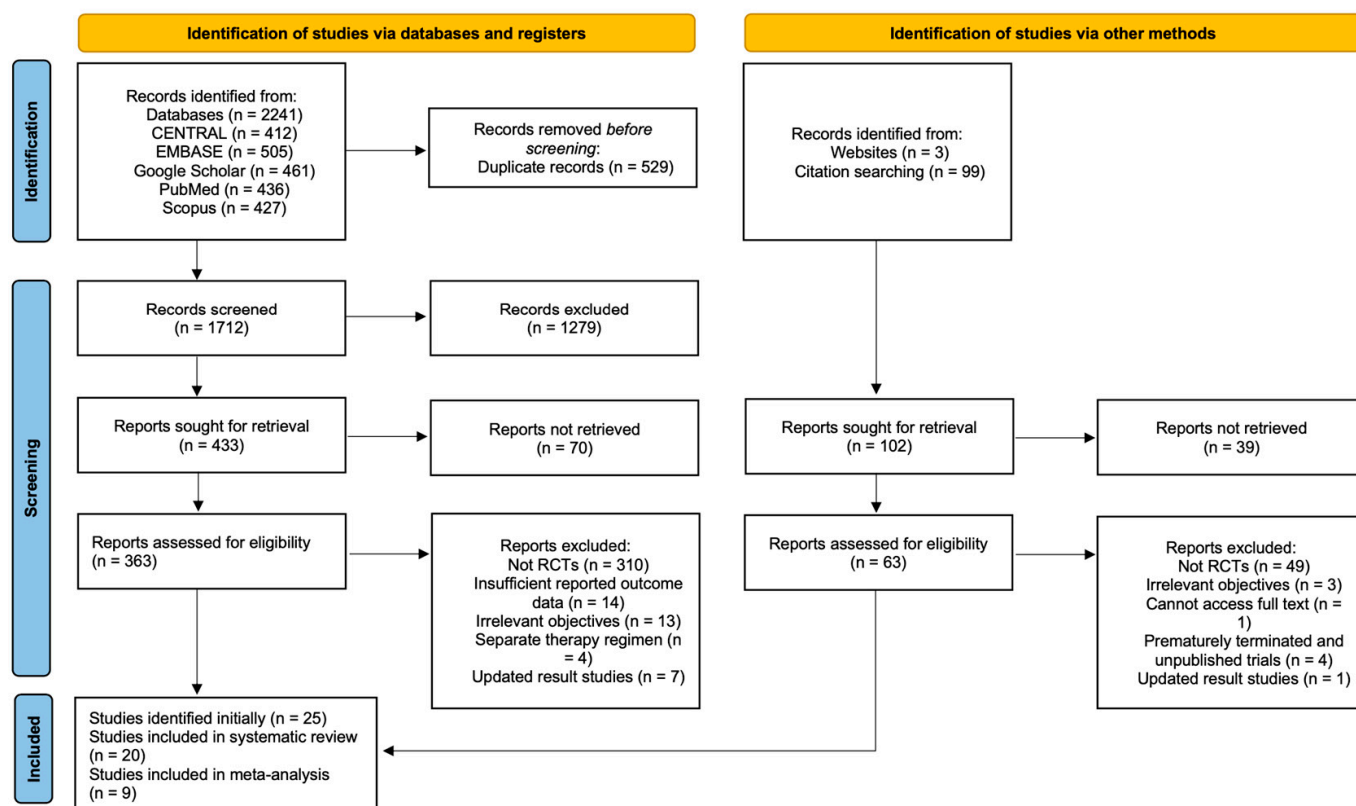 Identification of studies via databases and registers
Identification of studies via other methods
Identification
Records identified from:
Databases (n = 2241)
CENTRAL (n = 412)
EMBASE (n = 505)
Google Scholar (n = 461)
PubMed (n = 436)
Scopus (n = 427)
Records removed before
screening:
Duplicate records (n = 529)
Records identified from:
Websites (n = 3)
Citation searching (n = 99)
Screening
Records screened
(n = 1712)
Records excluded
(n = 1279)
Reports sought for retrieval
(n = 433)
Reports not retrieved
(n = 70)
Reports sought for retrieval
(n = 102)
Reports not retrieved
(n = 39)
Reports assessed for eligibility
(n = 363)
Reports excluded:
Not RCTs (n = 310)
Insufficient reported outcome
data (n = 14)
Irrelevant objectives (n = 13)
Separate therapy regimen (n
= 4)
Updated result studies (n = 7)
Reports assessed for eligibility
(n = 63)
Reports excluded:
Not RCTs (n = 49)
Irrelevant objectives (n = 3)
Cannot access full text (n =
1)
Prematurely terminated and
unpublished trials (n = 4)
Updated result studies (n = 1)
Included
Studies identified initially (n = 25)
Studies included in systematic review
(n = 20)
Studies included in meta-analysis
(n = 9)